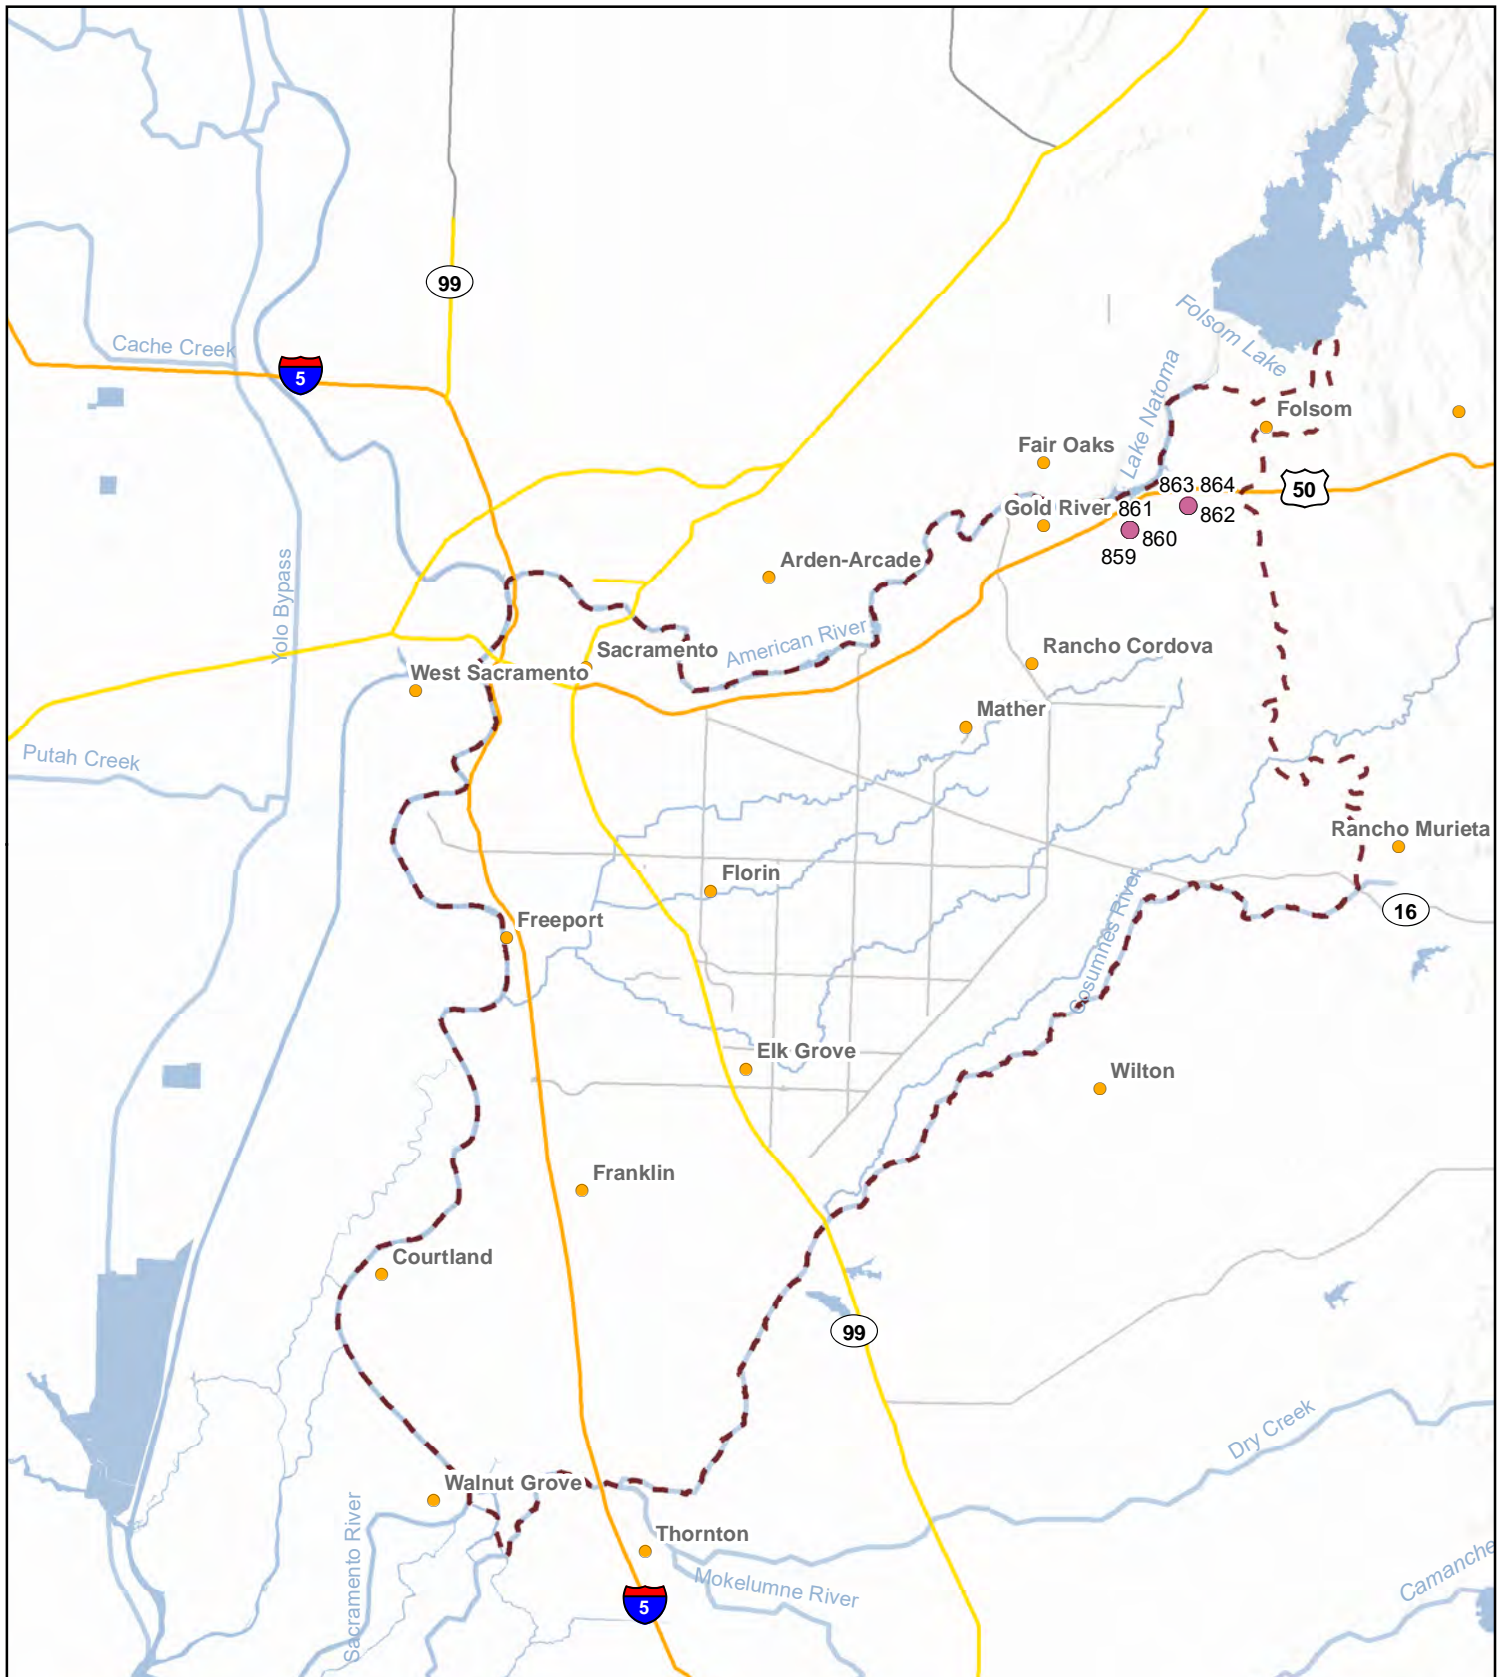 99
Folsom Lake
Cache Creek
5
Lake Natoma
Folsom
Fair Oaks
863 864
50
Gold River
861
862
860
859
Arden-Arcade
Yolo Bypass
American River
Sacramento
Rancho Cordova
West Sacramento
Mather
Putah Creek
Rancho Murieta
Florin
Cosumnes River
16
Freeport
Elk Grove
Wilton
Franklin
Courtland
99
Dry Creek
Walnut Grove
Sacramento River
Thornton
Mokelumne River
Camanche
5